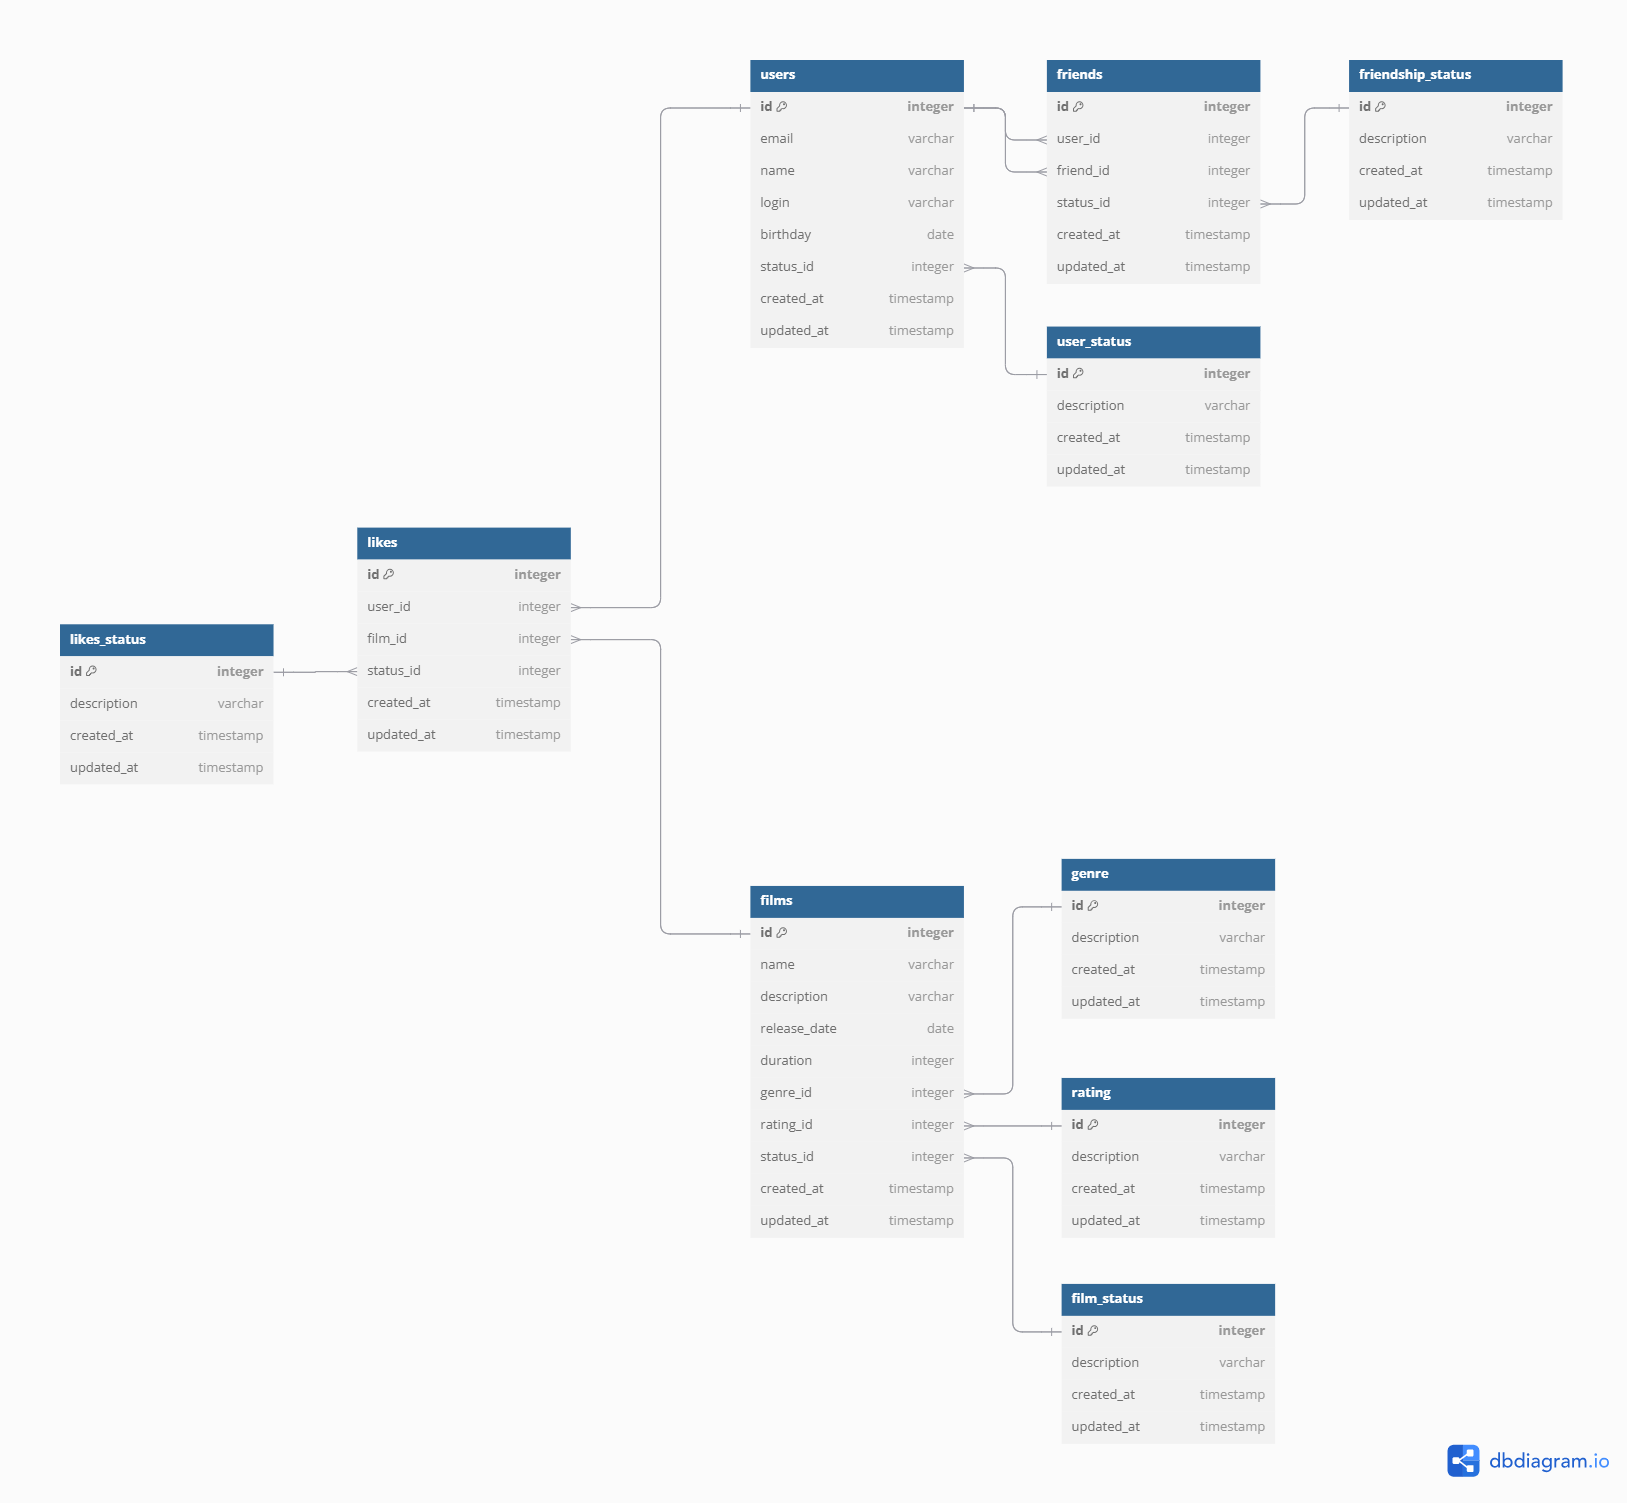 users
id integer
email varchar
name varchar
login varchar
birthday date
status_id integer
created_at timestamp
updated_at timestamp
friends
id integer
user_id integer
friend_id integer
status_id integer
created_at timestamp
updated_at timestamp
friendship_status
id integer
description varchar
created_at timestamp
updated_at timestamp
user_status
id integer
description varchar
created_at timestamp
updated_at timestamp
likes
id integer
user_id integer
film_id integer
status_id integer
created_at timestamp
updated_at timestamp
likes_status
id integer
description varchar
created_at timestamp
updated_at timestamp
films
id integer
name varchar
description varchar
release_date date
duration integer
genre_id integer
rating_id integer
status_id integer
created_at timestamp
updated_at timestamp
genre
id integer
description varchar
created_at timestamp
updated_at timestamp
rating
id integer
description varchar
created_at timestamp
updated_at timestamp
film_status
id integer
description varchar
created_at timestamp
updated_at timestamp
dbdiagram.io